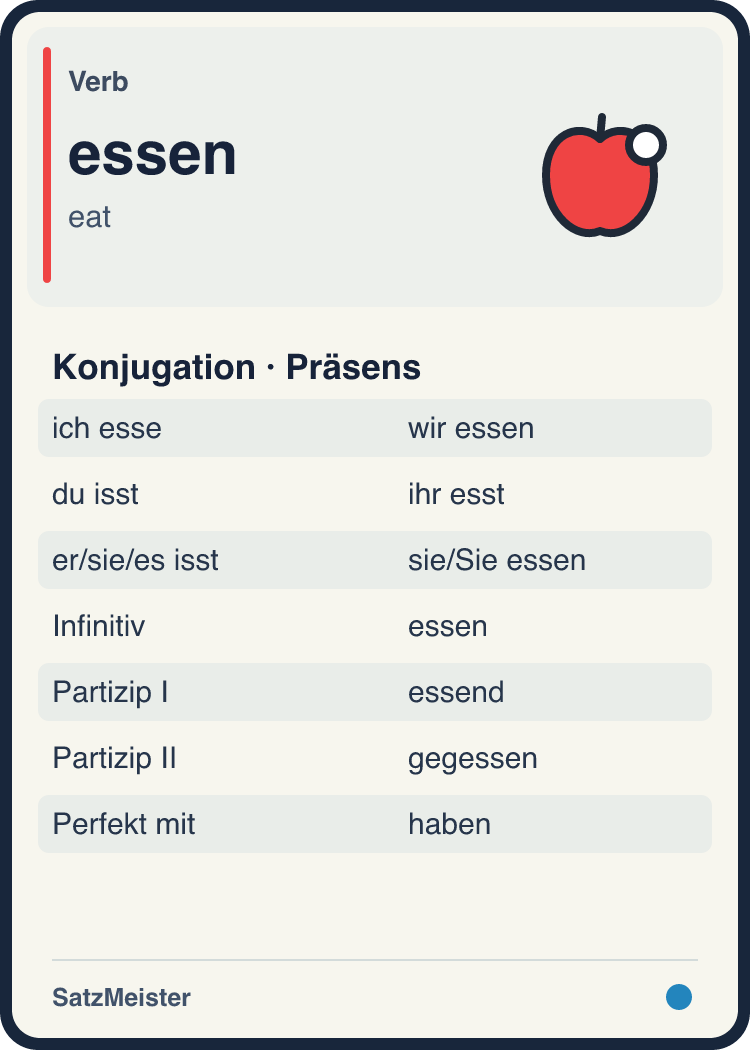 Verb
essen
eat
Konjugation · Präsens
ich esse wir essen
du isst ihr esst
er/sie/es isst sie/Sie essen
Infinitiv essen
Partizip I essend
Partizip II gegessen
Perfekt mit haben
SatzMeister